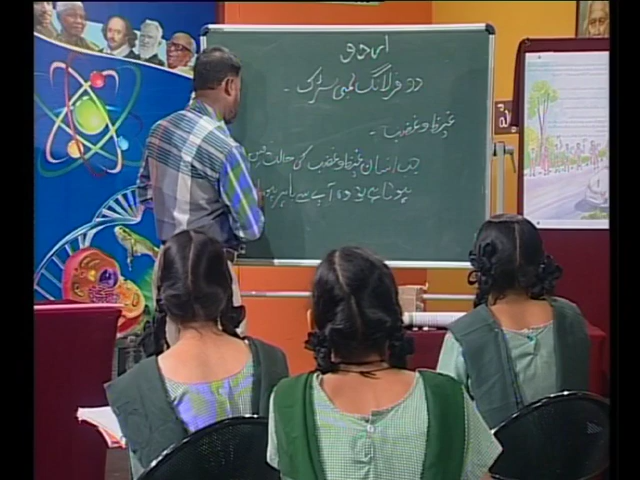 اردو
دو فرلانگ لمبی سڑک ۔
غیظ و غضب ۔
جب انسان غیظ و غضب کی حالت میں
ہوتا ہے تو وہ آپے سے باہر ہو